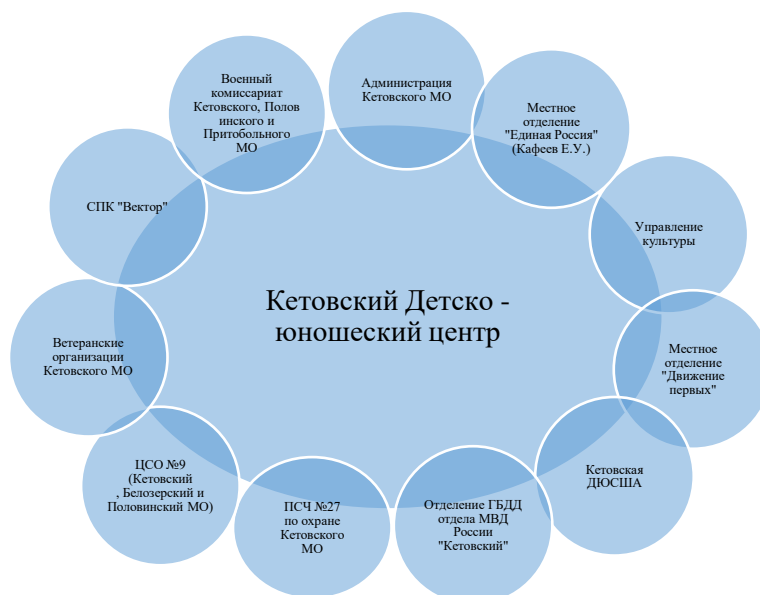 Администрация
Кетовского МО
Местное
отделение
"Единая Россия"
(Кафеев Е.У.)
Управление
культуры
Местное
отделение
"Движение
первых"
Кетовская
ДЮСША
Отделение ГБДД
отдела МВД
России
"Кетовский"
ПСЧ №27
по охране
Кетовского
МО
ЦСО №9
(Кетовский
, Белозерский и
Половинский МО)
Ветеранские
организации
Кетовского МО
СПК "Вектор"
Военный
комиссариат
Кетовского, Полов
инского и
Притобольного
МО
Кетовский Детско -
юношеский центр